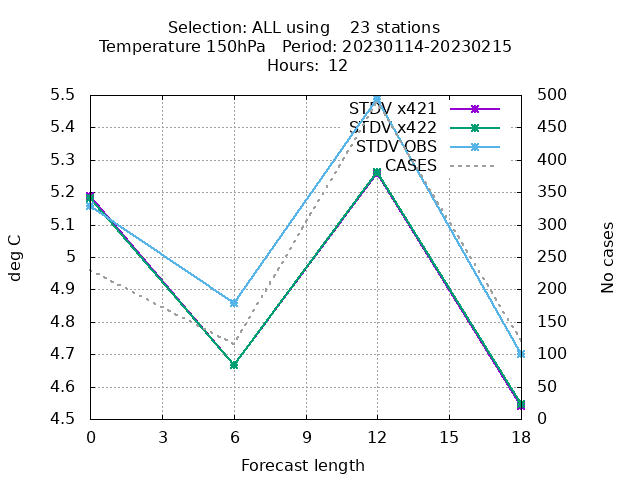 Selection: ALL using    23 stations
Temperature 150hPa   Period: 20230114-20230215
Hours:  12
5.5
5.4
5.3
5.2
5.1
5
4.9
4.8
4.7
4.6
4.5
deg C
STDV x421
STDV x422
STDV OBS
CASES
500
450
400
350
300
250
200
150
100
50
0
No cases
0 3 6 9 12 15 18
Forecast length